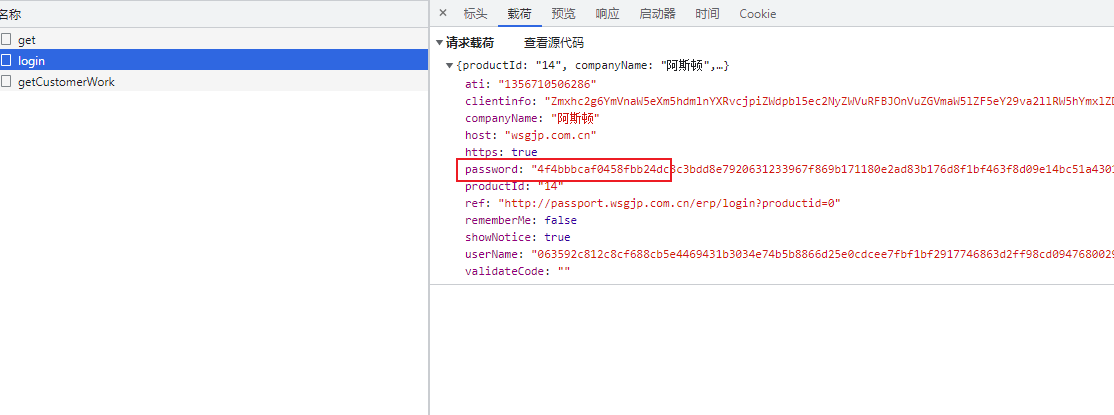 名称
get
login
getCustomerWork
× 标头 载荷 预览 响应 启动器 时间 Cookie
▼请求载荷 查看源代码
▼{productId: "14", companyName: "阿斯顿",…}
ati: "1356710506286"
clientinfo: "Zmxhc2g6YmVnaW5eXm5hdmlnYXRvcjpiZWdpbl5ec2NyZWVuRFBJOnVuZGVmaW5lZF5eY29va2llRW5hYmxlZD
companyName: "阿斯顿"
host: "wsgjp.com.cn"
https: true
password: "4f4bbbcaf0458fbb24dc8c3bdd8e7920631233967f869b171180e2ad83b176d8f1bf463f8d09e14bc51a4301
productId: "14"
ref: "http://passport.wsgjp.com.cn/erp/login?productid=0"
rememberMe: false
showNotice: true
userName: "063592c812c8cf688cb5e4469431b3034e74b5b8866d25e0cdcee7fbf1bf2917746863d2ff98cd0947680029
validateCode: ""